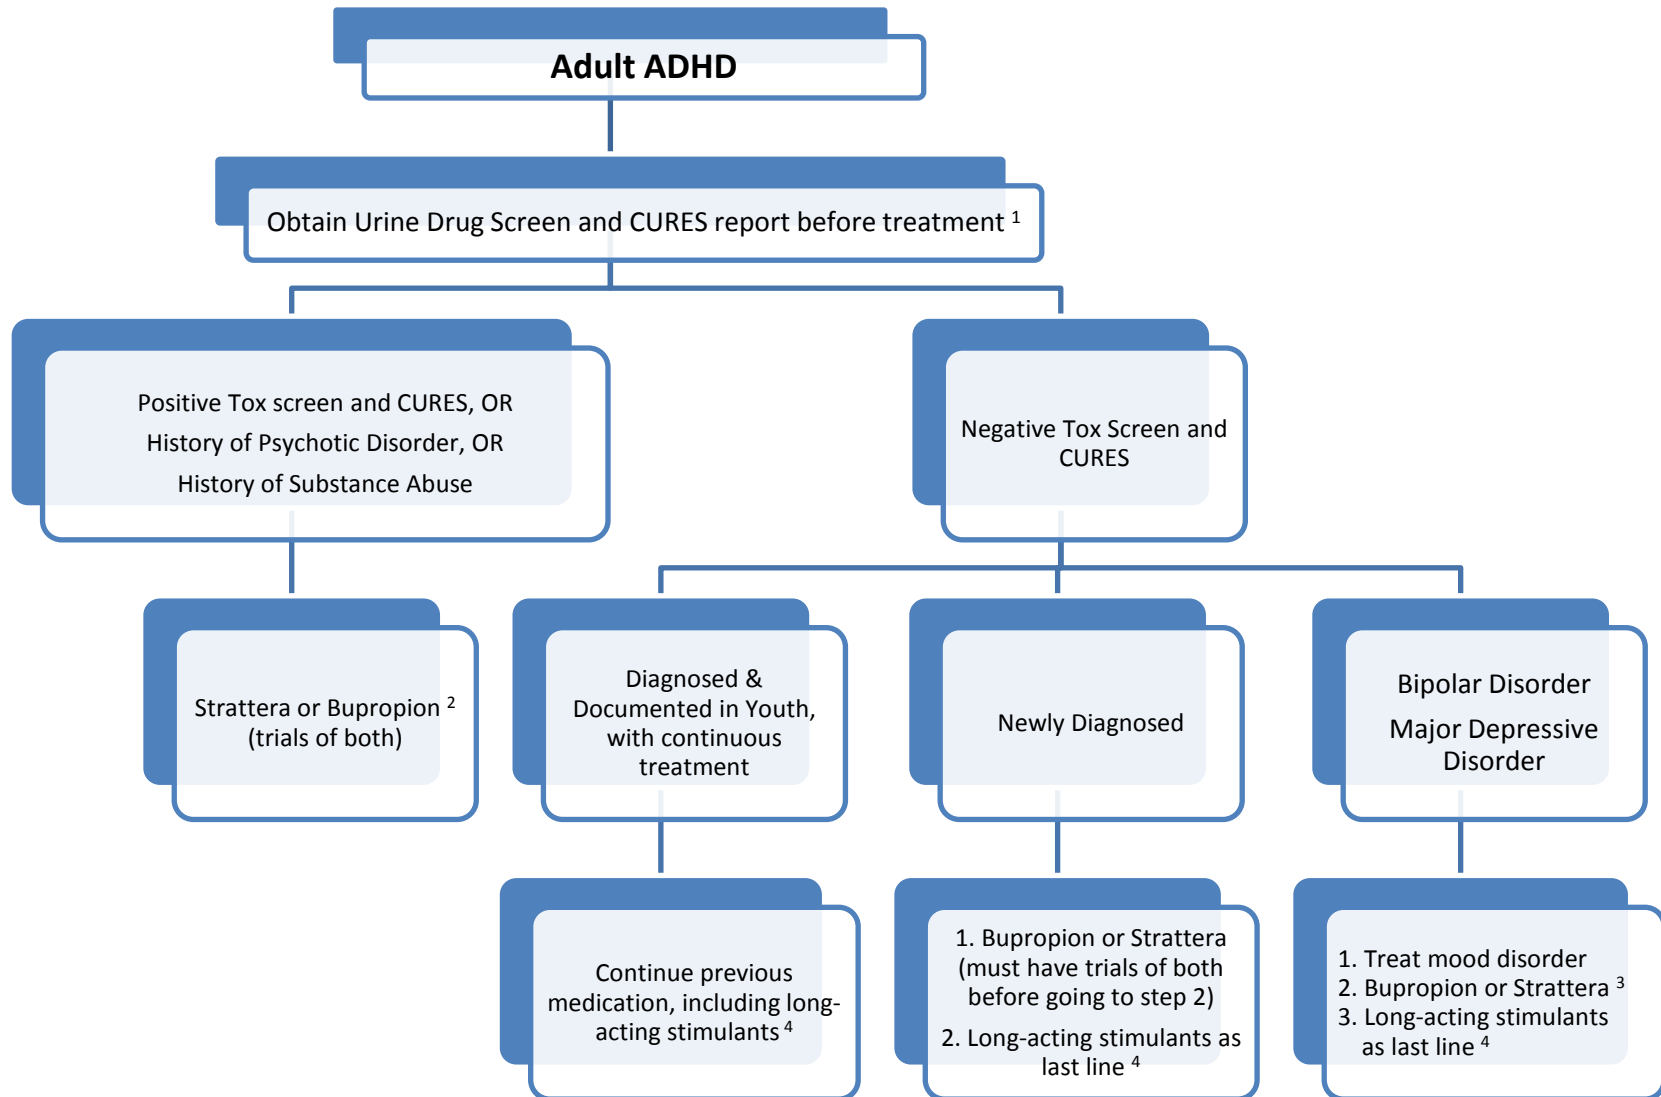 Adult ADHD
Obtain Urine Drug Screen and CURES report before treatment 1
Positive Tox screen and CURES, OR
History of Psychotic Disorder, OR
History of Substance Abuse
Negative Tox Screen and
CURES
Strattera or Bupropion 2
(trials of both)
Diagnosed &
Documented in Youth,
with continuous
treatment
Newly Diagnosed
Bipolar Disorder
Major Depressive
Disorder
Continue previous
medication, including long-
acting stimulants 4
1. Bupropion or Strattera
(must have trials of both
before going to step 2)
2. Long-acting stimulants as
last line 4
1. Treat mood disorder
2. Bupropion or Strattera 3
3. Long-acting stimulants
as last line 4